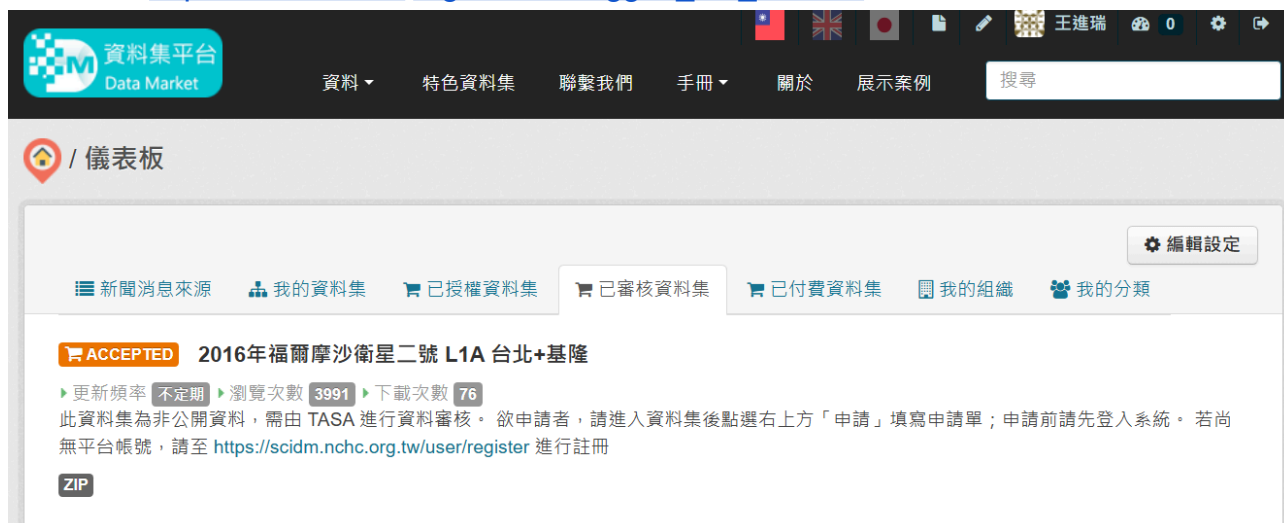 王進瑞 0
資料集平台
Data Market
資料 特色資料集 聯繫我們 手冊 關於 展示案例 搜尋
/ 儀表板
編輯設定
新聞消息來源 我的資料集 已授權資料集 已審核資料集 已付費資料集 我的組織 我的分類
ACCEPTED 2016年福爾摩沙衛星二號 L1A 台北+基隆
更新頻率 不定期 瀏覽次數 3991 下載次數 76
此資料集為非公開資料，需由 TASA 進行資料審核。 欲申請者，請進入資料集後點選右上方「申請」填寫申請單；申請前請先登入系統。 若尚
無平台帳號，請至 https://scidm.nchc.org.tw/user/register 進行註冊
ZIP